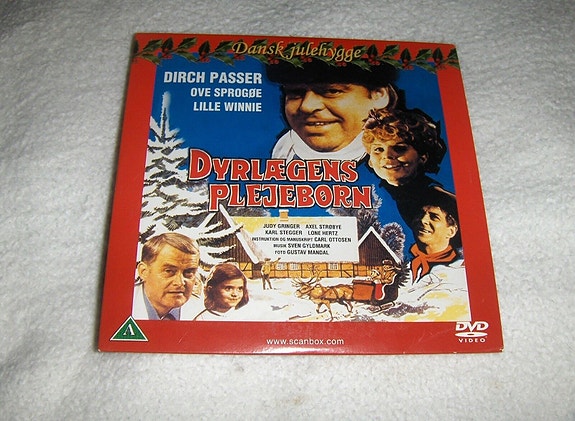 Dansk julehygge
DIRCH PASSER
OVE SPROGØE
LILLE WINNIE
DYRLÆGENS
PLEJEBØRN
JUDY GRINGER AXEL STRØBYE
KARL STEGGER LONE HERTZ
INSTRUKTION OG MANUSKRIPT CARL OTTOSEN
MUSIK SVEN GYLDMARK
FOTO GUSTAV MANDAL
A
www.scanbox.com
DVD
VIDEO